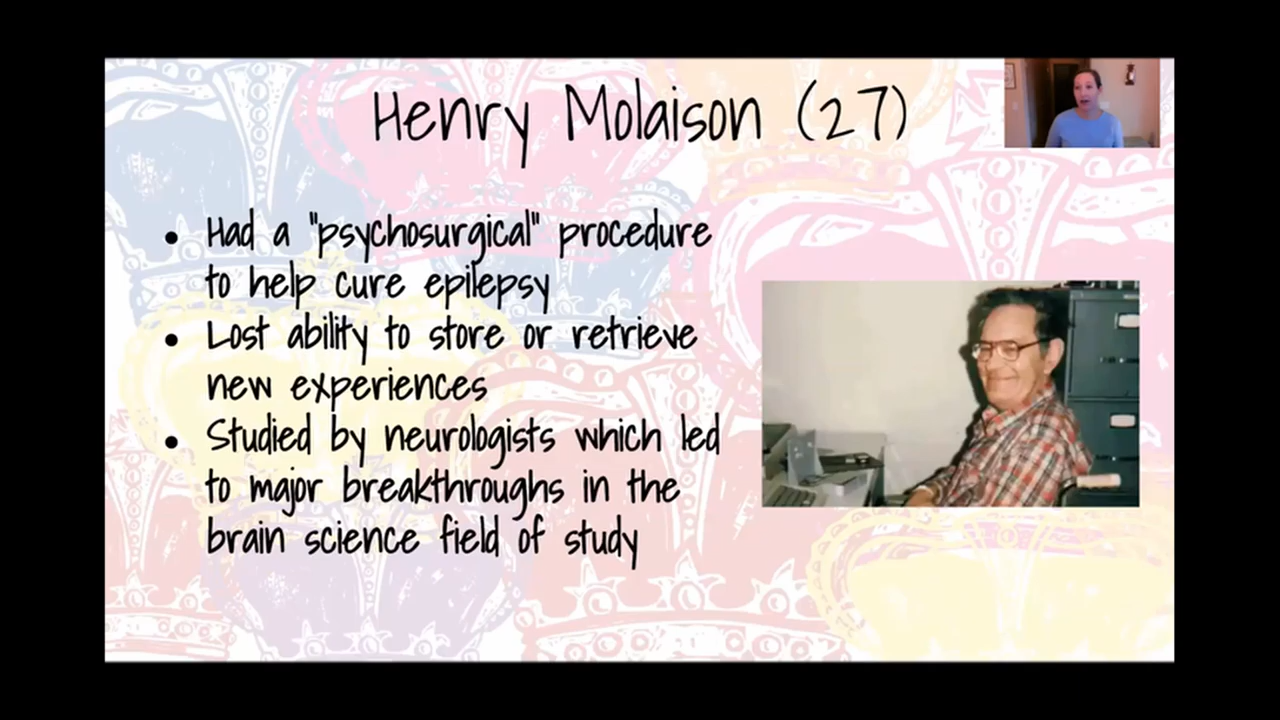 Henry Molaison (27)
• Had a "psychosurgical" procedure
to help cure epilepsy
• Lost ability to store or retrieve
new experiences
• Studied by neurologists which led
to major breakthroughs in the
brain science field of study